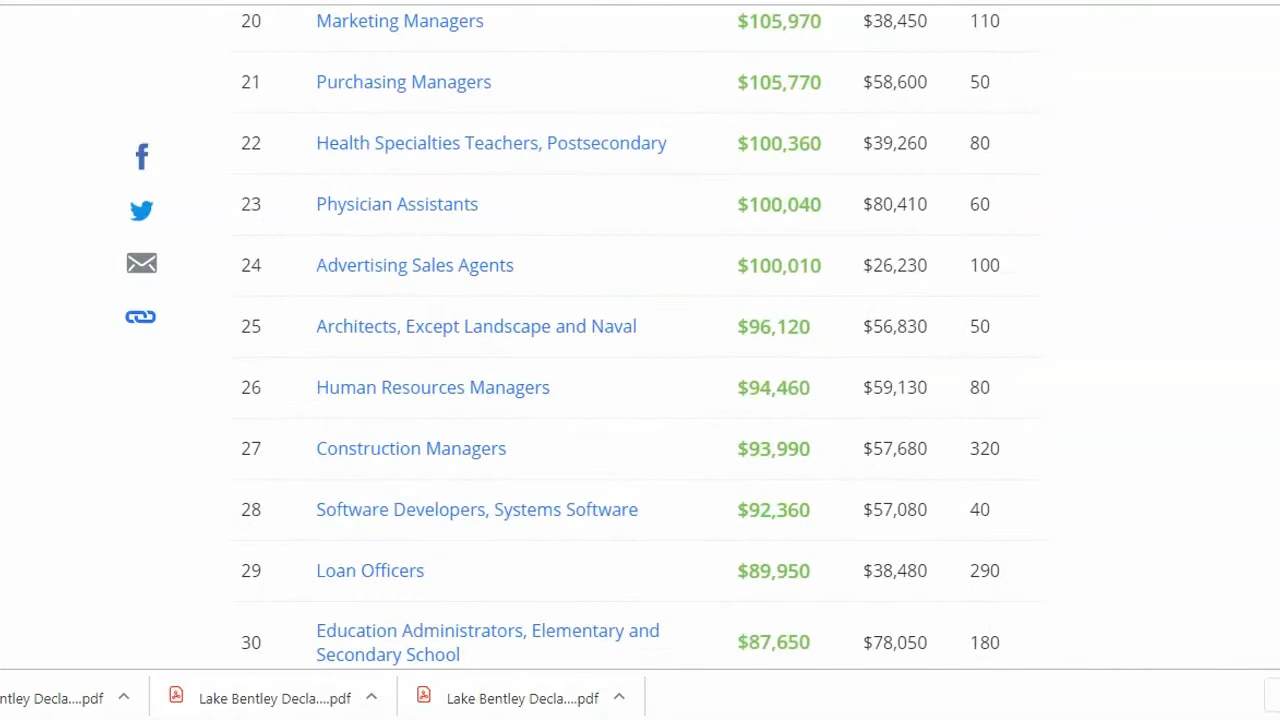 20 Marketing Managers $105,970 $38,450 110
21 Purchasing Managers $105,770 $58,600 50
22 Health Specialties Teachers, Postsecondary $100,360 $39,260 80
23 Physician Assistants $100,040 $80,410 60
24 Advertising Sales Agents $100,010 $26,230 100
25 Architects, Except Landscape and Naval $96,120 $56,830 50
26 Human Resources Managers $94,460 $59,130 80
27 Construction Managers $93,990 $57,680 320
28 Software Developers, Systems Software $92,360 $57,080 40
29 Loan Officers $89,950 $38,480 290
30 Education Administrators, Elementary and Secondary School $87,650 $78,050 180
ntley Decla....pdf Lake Bentley Decla....pdf Lake Bentley Decla....pdf